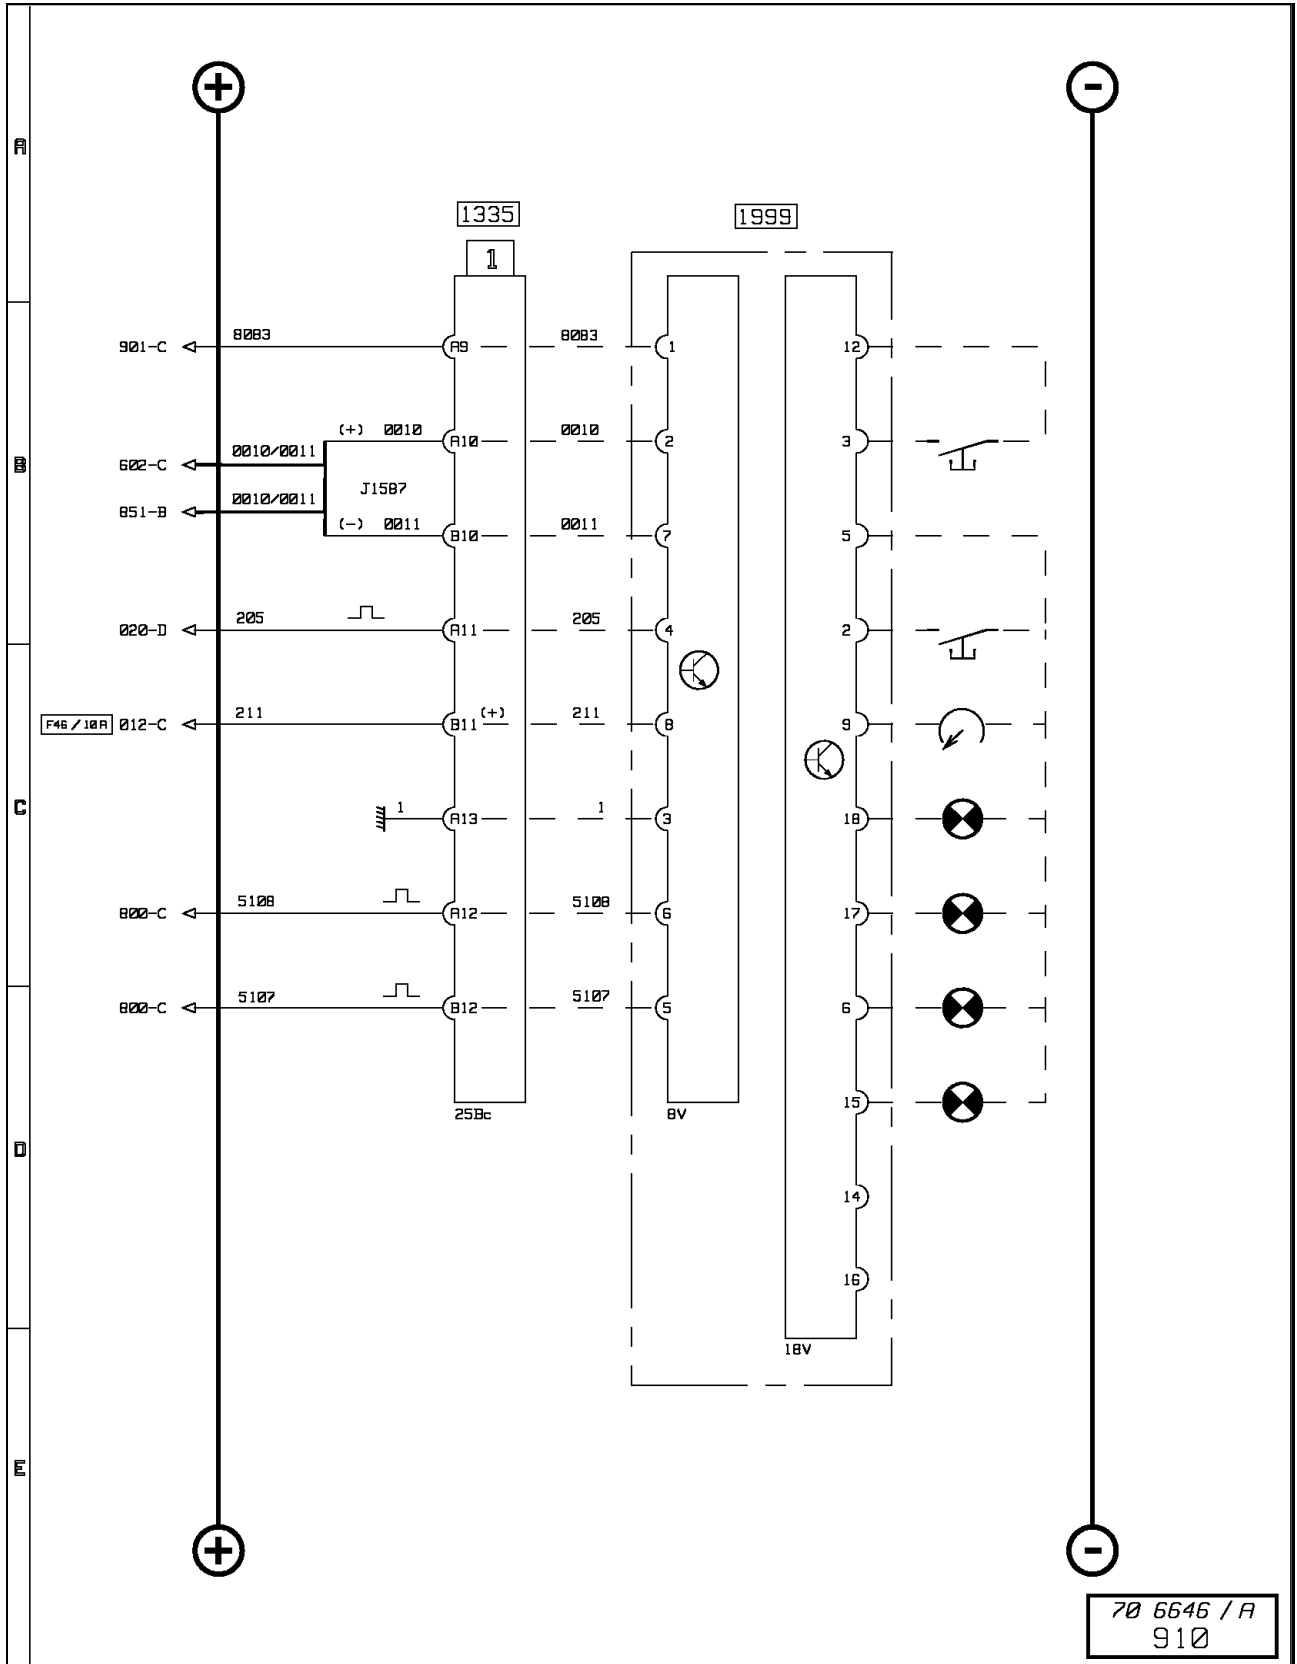 +
-
A
1335
1999
1
B
901-C 8083 A9 8083 1 12
(+) 0010 A10 0010 2 3
602-C 0010/0011
J1587
851-B 0010/0011
(-) 0011 B10 0011 7 5
020-D 205 A11 205 4 2
C
F46/10A 012-C 211 B11 (+) 211 8 9
1 A13 1 3 18
800-C 5108 A12 5108 6 17
D
800-C 5107 B12 5107 5 6
15
25Bc
8V
14
16
18V
E
+
-
70 6646 / A
910